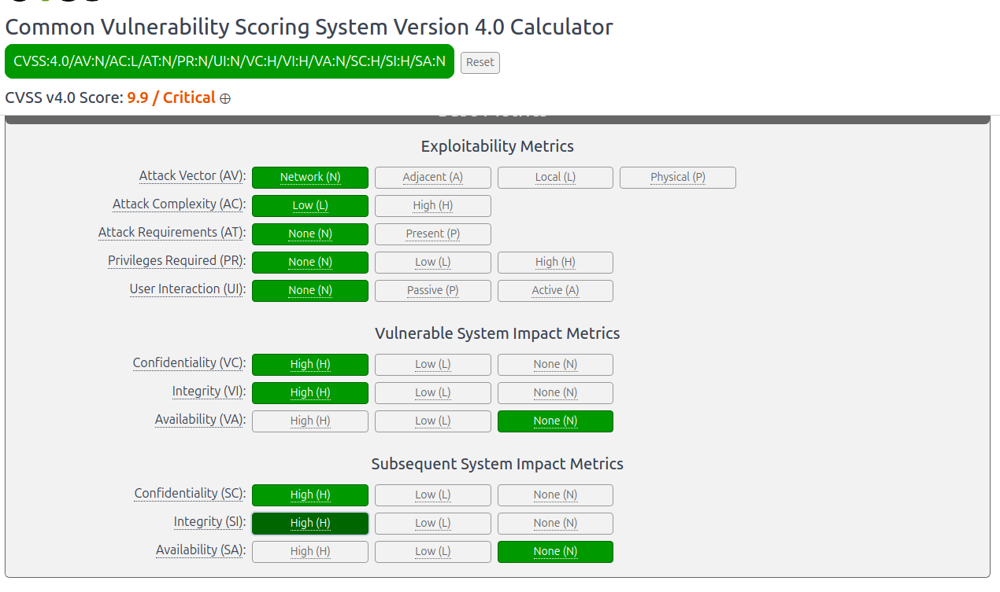 Common Vulnerability Scoring System Version 4.0 Calculator
CVSS:4.0/AV:N/AC:L/AT:N/PR:N/UI:N/VC:H/VI:H/VA:N/SC:H/SI:H/SA:N Reset
CVSS v4.0 Score: 9.9 / Critical ⊕
Exploitability Metrics
Attack Vector (AV): Network (N) Adjacent (A) Local (L) Physical (P)
Attack Complexity (AC): Low (L) High (H)
Attack Requirements (AT): None (N) Present (P)
Privileges Required (PR): None (N) Low (L) High (H)
User Interaction (UI): None (N) Passive (P) Active (A)
Vulnerable System Impact Metrics
Confidentiality (VC): High (H) Low (L) None (N)
Integrity (VI): High (H) Low (L) None (N)
Availability (VA): High (H) Low (L) None (N)
Subsequent System Impact Metrics
Confidentiality (SC): High (H) Low (L) None (N)
Integrity (SI): High (H) Low (L) None (N)
Availability (SA): High (H) Low (L) None (N)